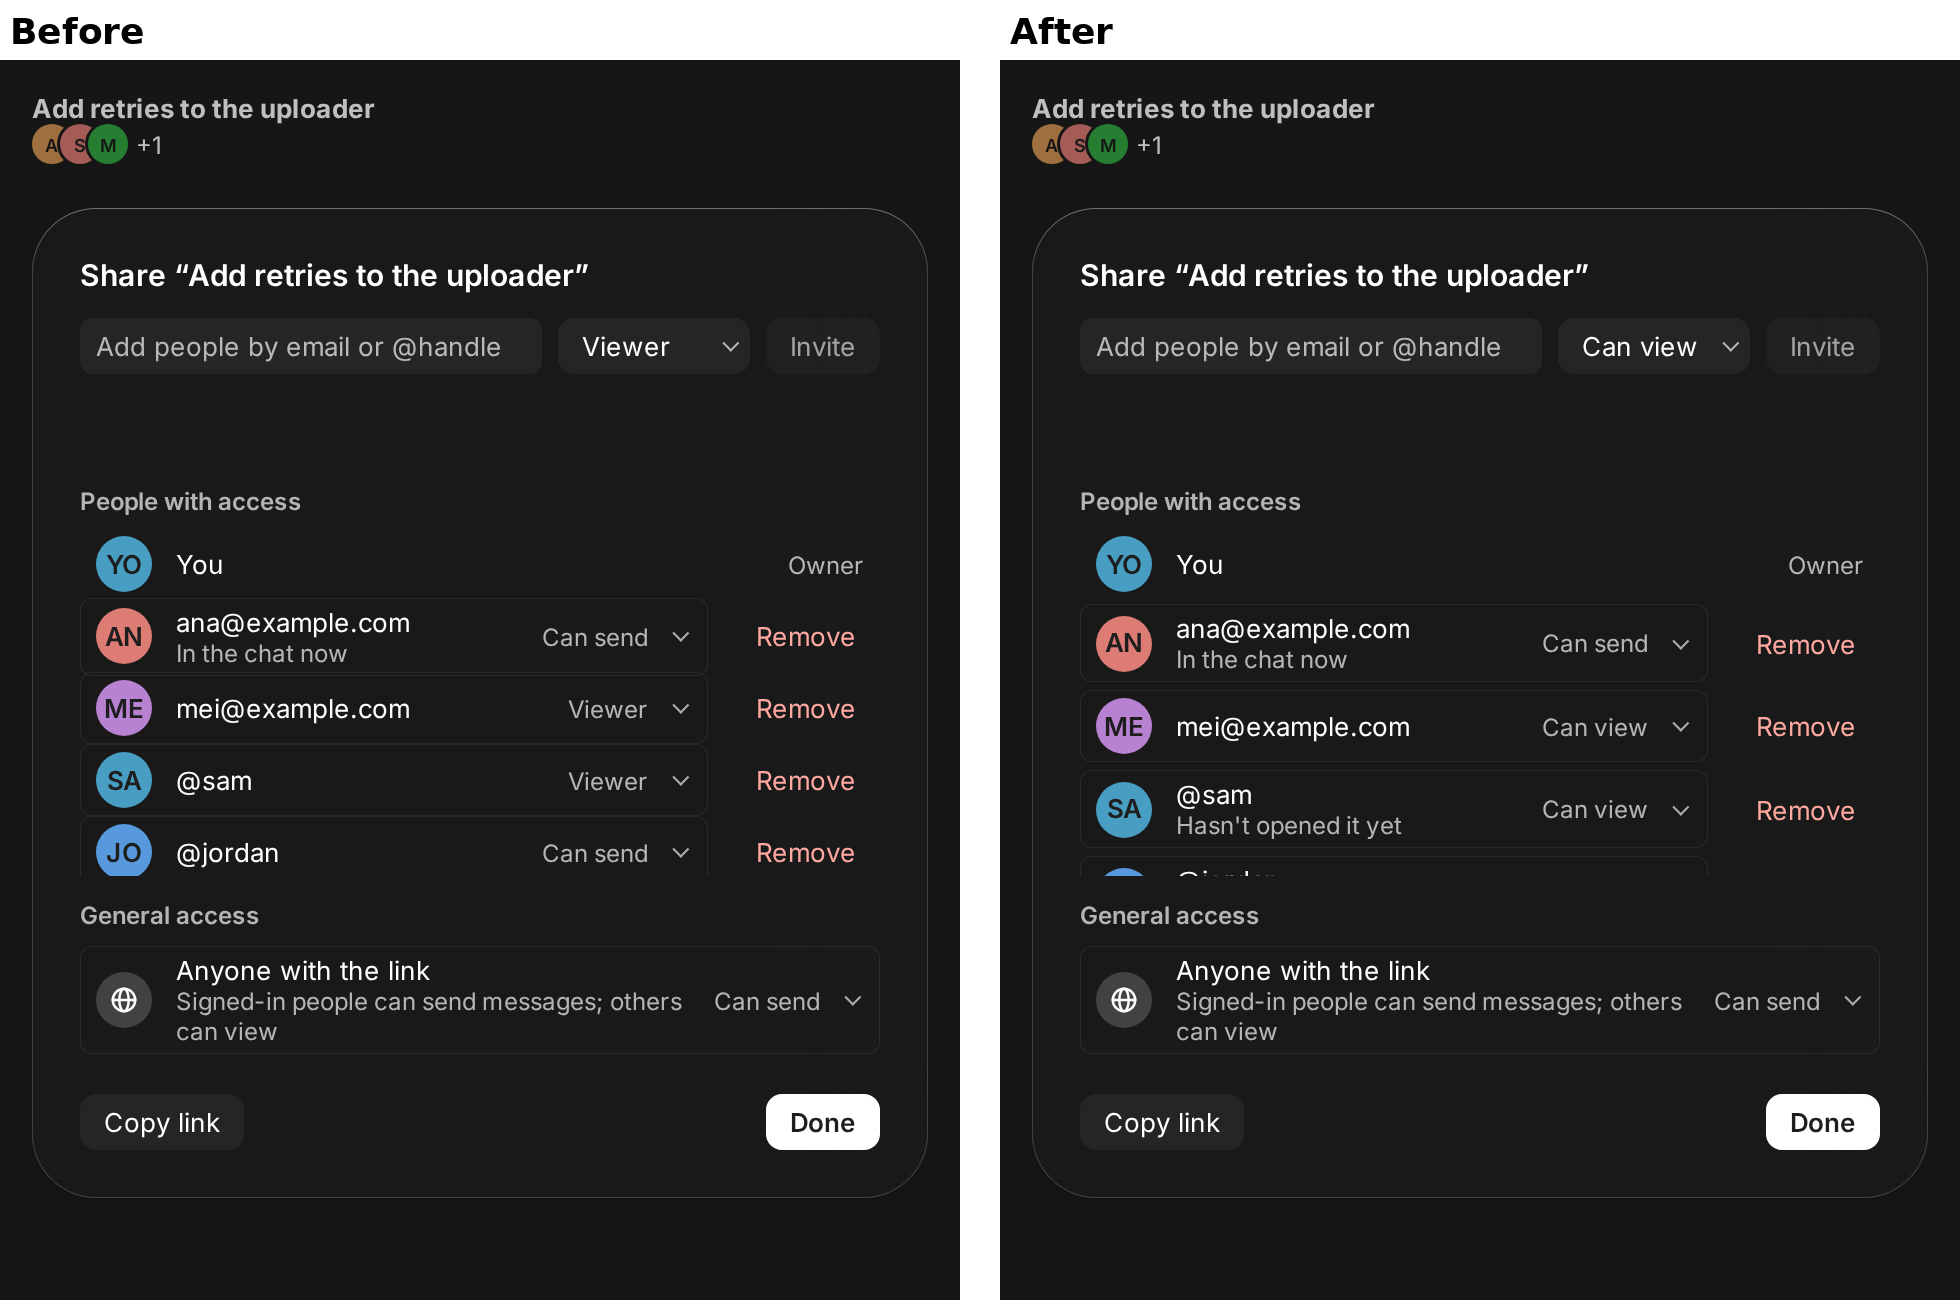 Before
Add retries to the uploader
A S M +1
Share “Add retries to the uploader”
Add people by email or @handle Viewer Invite
People with access
YO You Owner
AN ana@example.com Can send Remove
In the chat now
ME mei@example.com Viewer Remove
SA @sam Viewer Remove
JO @jordan Can send Remove
General access
Anyone with the link
Signed-in people can send messages; others Can send
can view
Copy link Done
After
Add retries to the uploader
A S M +1
Share “Add retries to the uploader”
Add people by email or @handle Can view Invite
People with access
YO You Owner
AN ana@example.com Can send Remove
In the chat now
ME mei@example.com Can view Remove
SA @sam Can view Remove
Hasn't opened it yet
General access
Anyone with the link
Signed-in people can send messages; others Can send
can view
Copy link Done